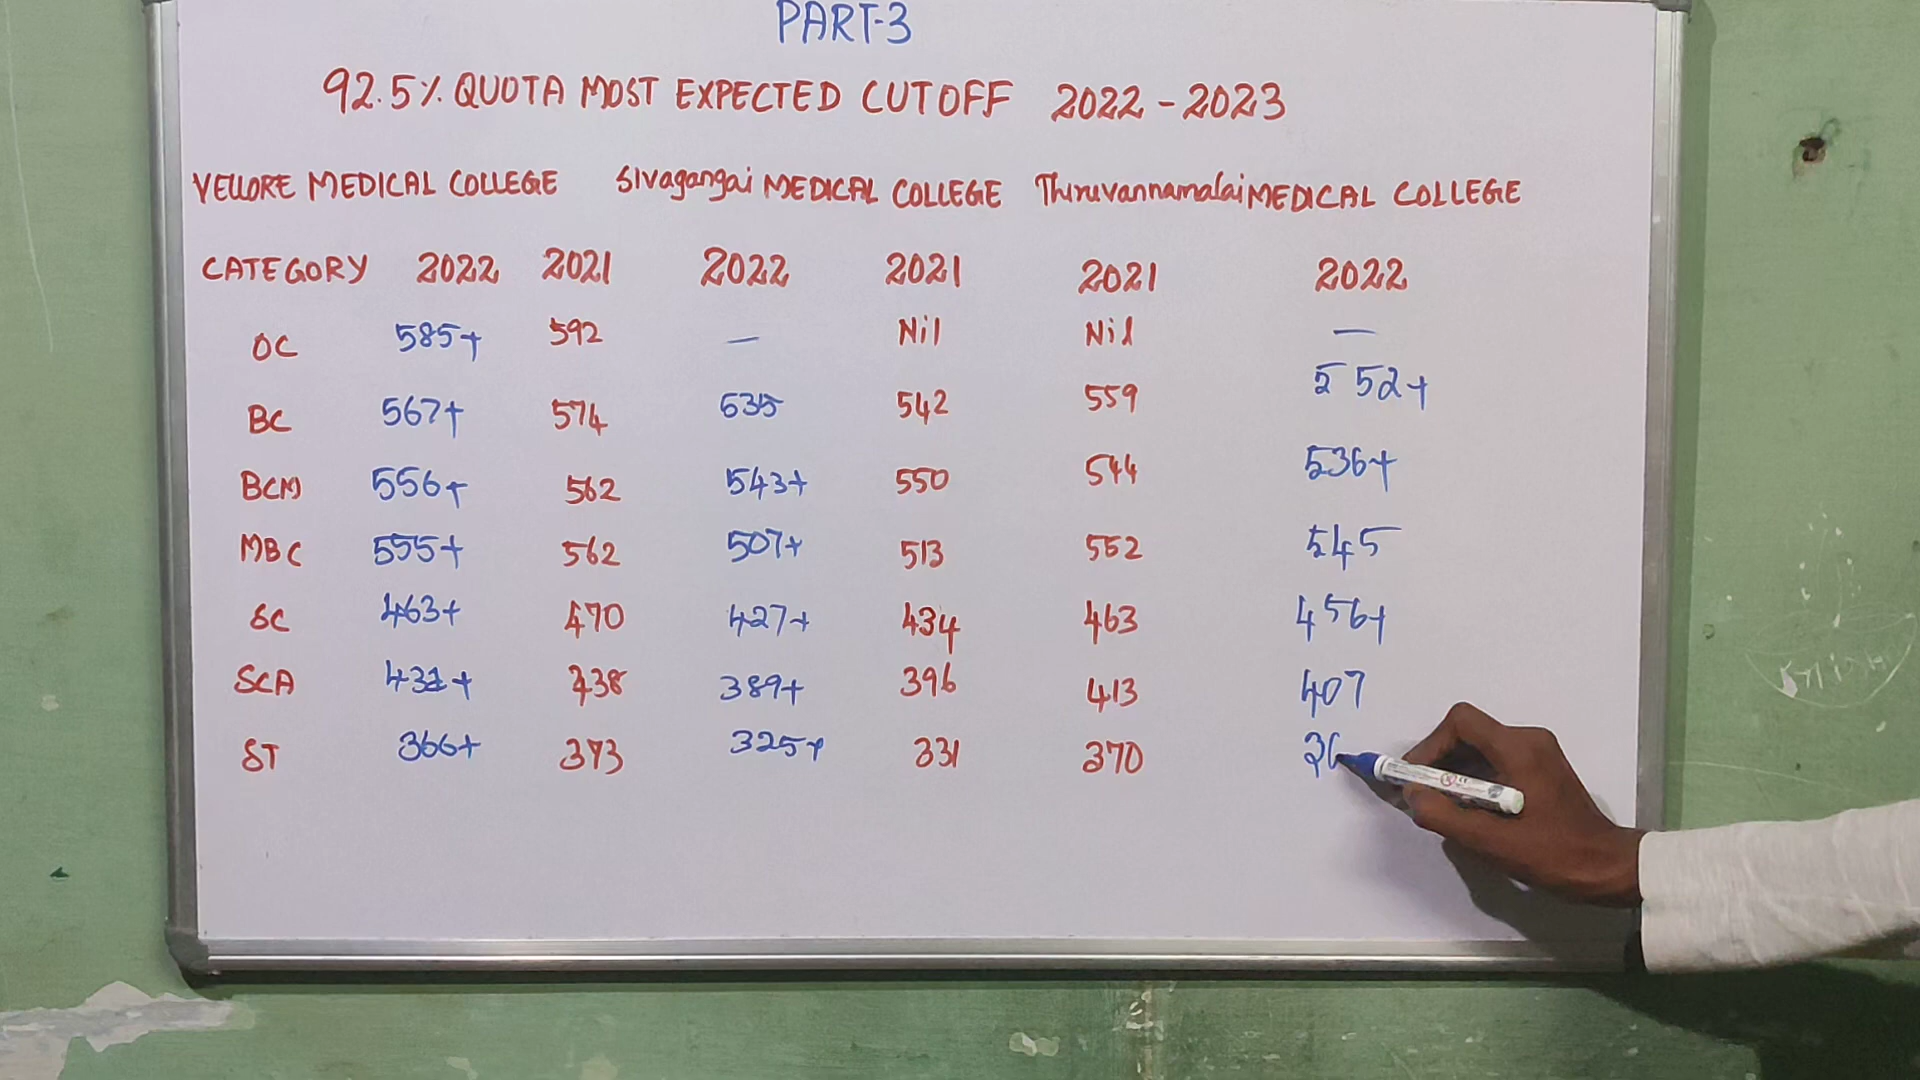 PART-3
92.5% QUOTA MOST EXPECTED CUTOFF 2022 - 2023
VELLORE MEDICAL COLLEGE Sivagangai MEDICAL COLLEGE Thiruvannamalai MEDICAL COLLEGE
CATEGORY 2022 2021 2022 2021 2021 2022
OC 585+ 592 — Nil Nil —
BC 567+ 574 535 542 559 552+
BCM 556+ 562 543+ 550 544 536+
MBC 555+ 562 507+ 513 552 545
SC 463+ 470 427+ 434 463 456+
SCA 432+ 438 389+ 396 413 407
ST 366+ 373 325+ 331 370